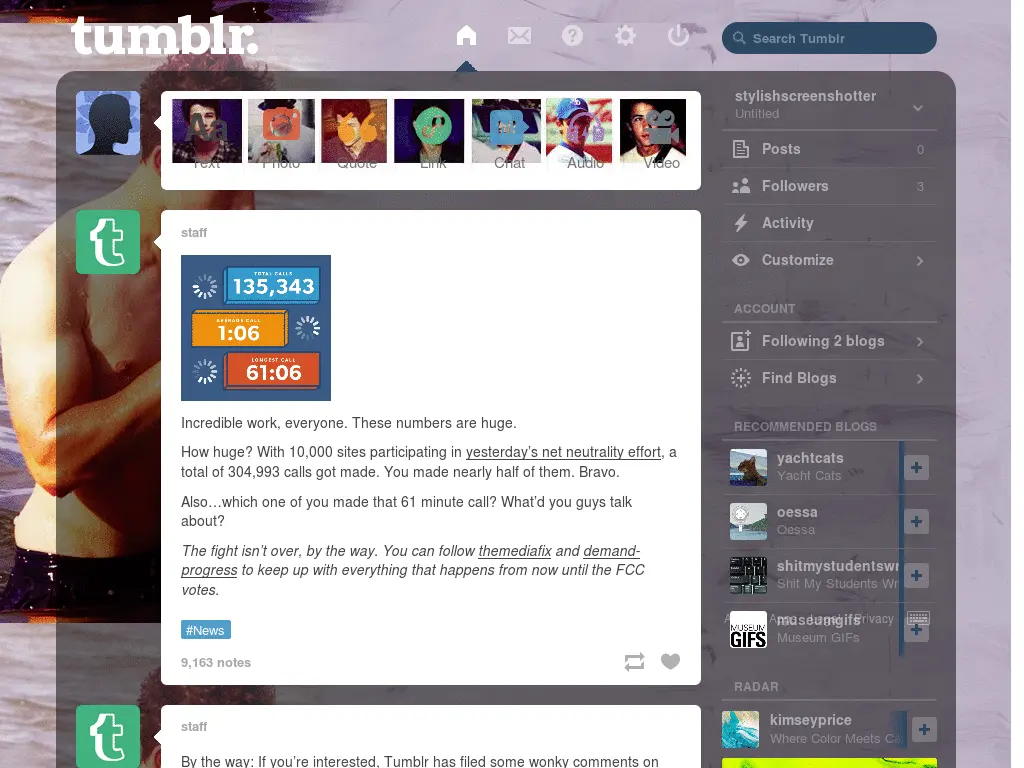 tumblr.
Search Tumblr
Aa
Text
Photo
Quote
Link
Chat
Audio
Video
staff
TOTAL CALLS
135,343
AVERAGE CALL
1:06
LONGEST CALL
61:06
Incredible work, everyone. These numbers are huge.
How huge? With 10,000 sites participating in yesterday's net neutrality effort, a
total of 304,993 calls got made. You made nearly half of them. Bravo.
Also…which one of you made that 61 minute call? What'd you guys talk
about?
The fight isn't over, by the way. You can follow themediafix and demand-
progress to keep up with everything that happens from now until the FCC
votes.
#News
9,163 notes
staff
By the way: If you're interested, Tumblr has filed some wonky comments on
stylishscreenshotter
Untitled
Posts 0
Followers 3
Activity
Customize
ACCOUNT
Following 2 blogs
Find Blogs
RECOMMENDED BLOGS
yachtcats
Yacht Cats
oessa
Oessa
shitmystudentswr
Shit My Students Wr
museumgifs
Museum GIFs
MUSEUM
GIFS
Privacy
RADAR
kimseyprice
Where Color Meets